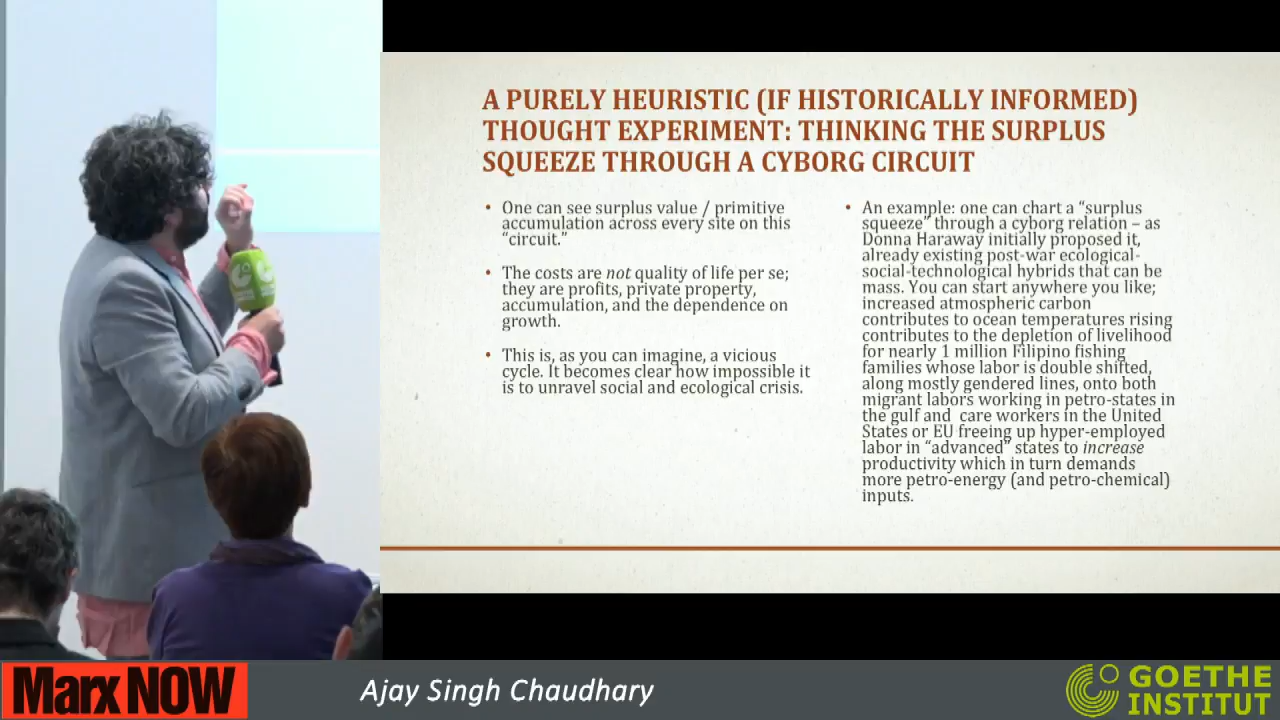 A PURELY HEURISTIC (IF HISTORICALLY INFORMED)
THOUGHT EXPERIMENT: THINKING THE SURPLUS
SQUEEZE THROUGH A CYBORG CIRCUIT
• One can see surplus value / primitive
accumulation across every site on this
“circuit.”
• The costs are not quality of life per se;
they are profits, private property,
accumulation, and the dependence on
growth.
• This is, as you can imagine, a vicious
cycle. It becomes clear how impossible it
is to unravel social and ecological crisis.
• An example: one can chart a “surplus
squeeze” through a cyborg relation – as
Donna Haraway initially proposed it,
already existing post-war ecological-
social-technological hybrids that can be
mass. You can start anywhere you like;
increased atmospheric carbon
contributes to ocean temperatures rising
contributes to the depletion of livelihood
for nearly 1 million Filipino fishing
families whose labor is double shifted,
along mostly gendered lines, onto both
migrant labors working in petro-states in
the gulf and  care workers in the United
States or EU freeing up hyper-employed
labor in “advanced” states to increase
productivity which in turn demands
more petro-energy (and petro-chemical)
inputs.
Marx NOW
Ajay Singh Chaudhary
GOETHE
INSTITUT